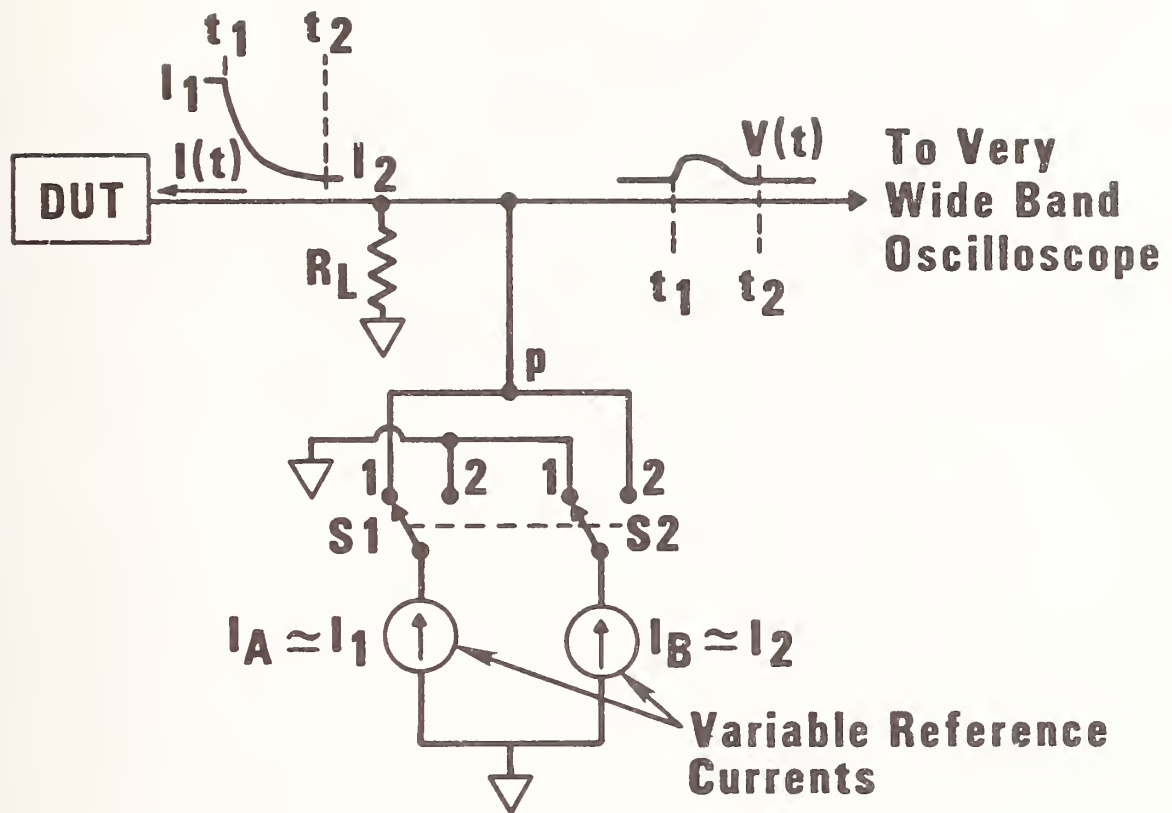 t1 t2
I1
I(t)
I2
DUT
V(t)
To Very
Wide Band
Oscilloscope
RL
t1 t2
p
1 2 1 2
S1
S2
IA ≃ I1
IB ≃ I2
Variable Reference
Currents